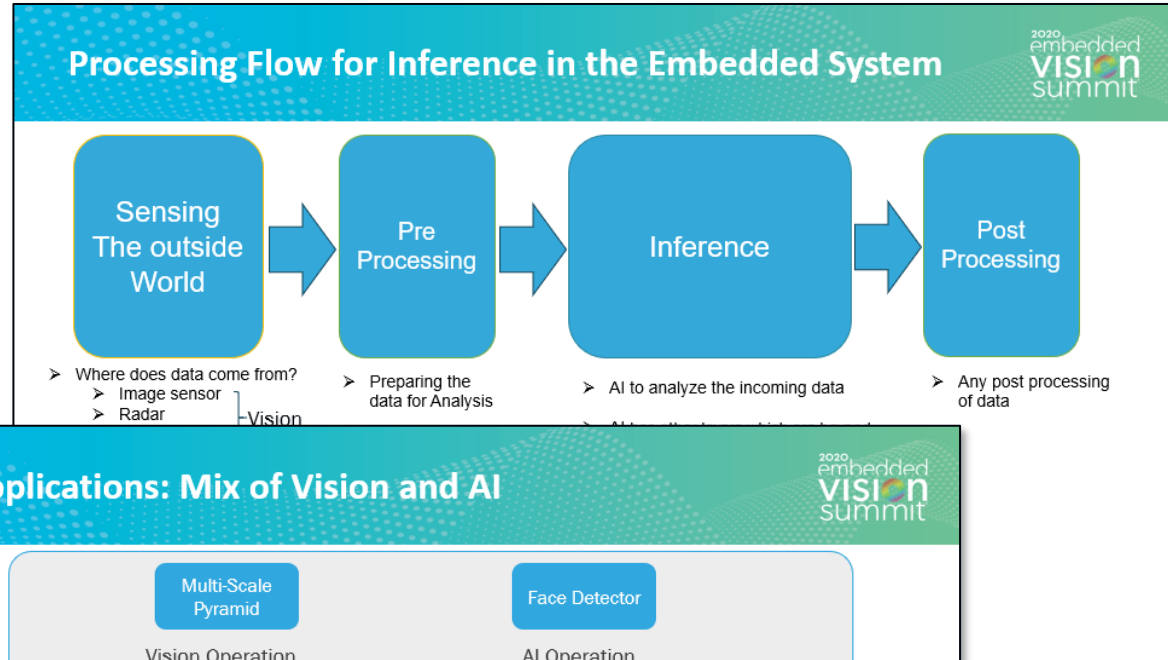 Processing Flow for Inference in the Embedded System
2020
embedded
VISION
summit
Sensing
The outside
World
Pre
Processing
Inference
Post
Processing
➤ Where does data come from?
➤ Image sensor
➤ Radar
Vision
➤ Preparing the
data for Analysis
➤ AI to analyze the incoming data
➤ Any post processing
of data
pplications: Mix of Vision and AI
2020
embedded
VISION
summit
Multi-Scale
Pyramid
Face Detector
Vision Operation
AI Operation